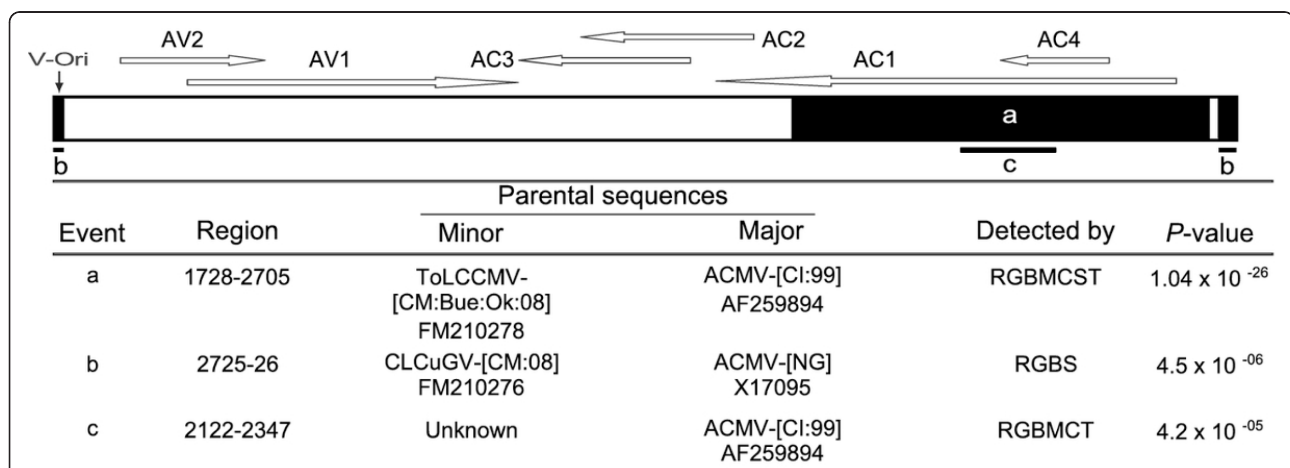 AV2
AC2
AC4
V-Ori
AV1
AC3
AC1
a
b
c
b
Parental sequences
Event Region Minor Major Detected by P-value
a 1728-2705 ToLCCMV- ACMV-[CI:99] RGBMCST 1.04 x 10 -26
[CM:Bue:Ok:08] AF259894
FM210278
b 2725-26 CLCuGV-[CM:08] ACMV-[NG] RGBS 4.5 x 10 -06
FM210276 X17095
c 2122-2347 Unknown ACMV-[CI:99] RGBMCT 4.2 x 10 -05
AF259894